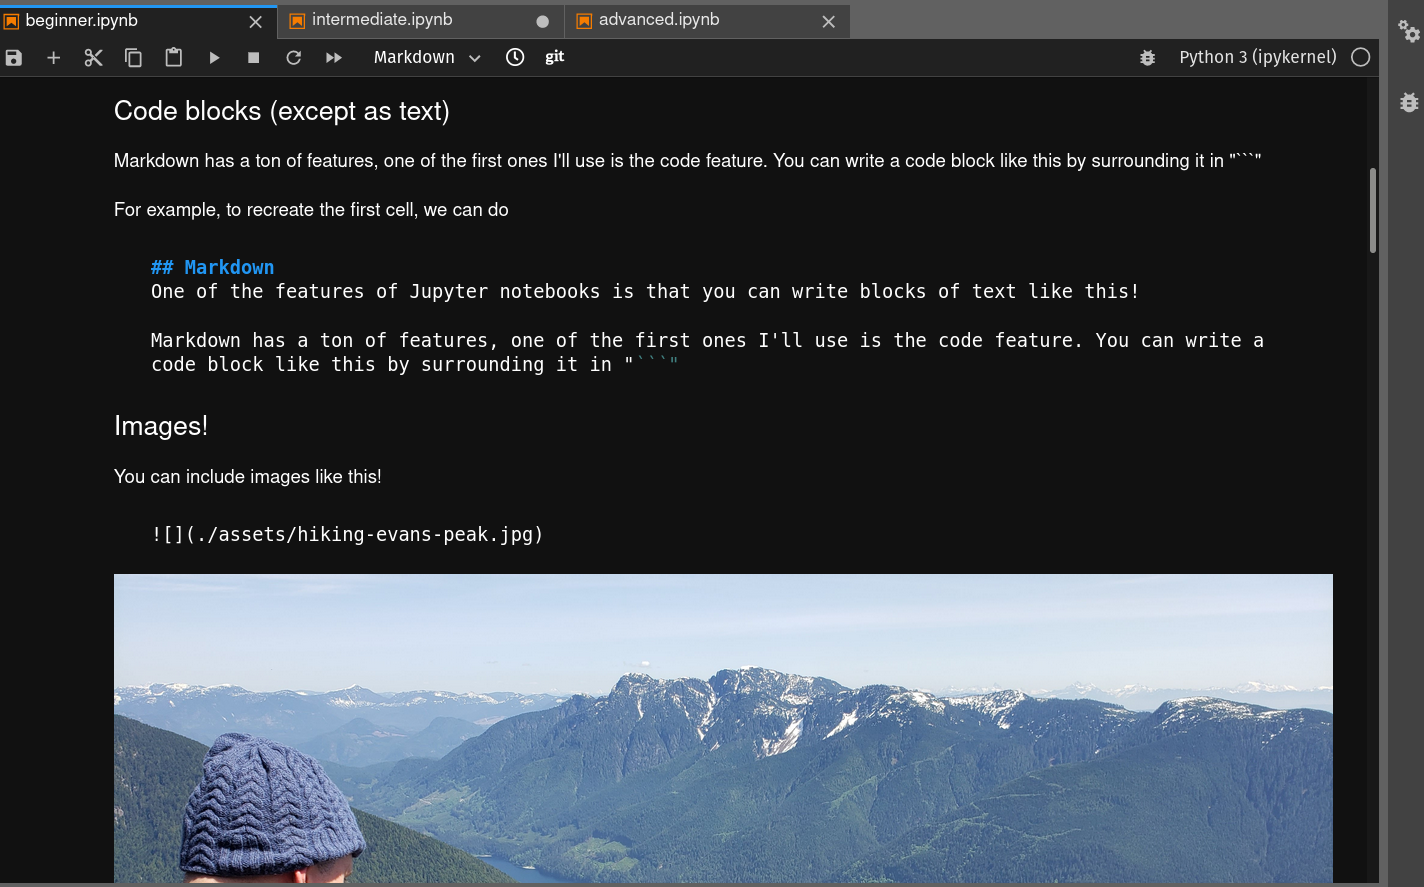 beginner.ipynb
intermediate.ipynb
advanced.ipynb
Markdown
git
Python 3 (ipykernel)
Code blocks (except as text)
Markdown has a ton of features, one of the first ones I'll use is the code feature. You can write a code block like this by surrounding it in "```"
For example, to recreate the first cell, we can do
## Markdown
One of the features of Jupyter notebooks is that you can write blocks of text like this!
Markdown has a ton of features, one of the first ones I'll use is the code feature. You can write a
code block like this by surrounding it in "```"
Images!
You can include images like this!
![](./assets/hiking-evans-peak.jpg)